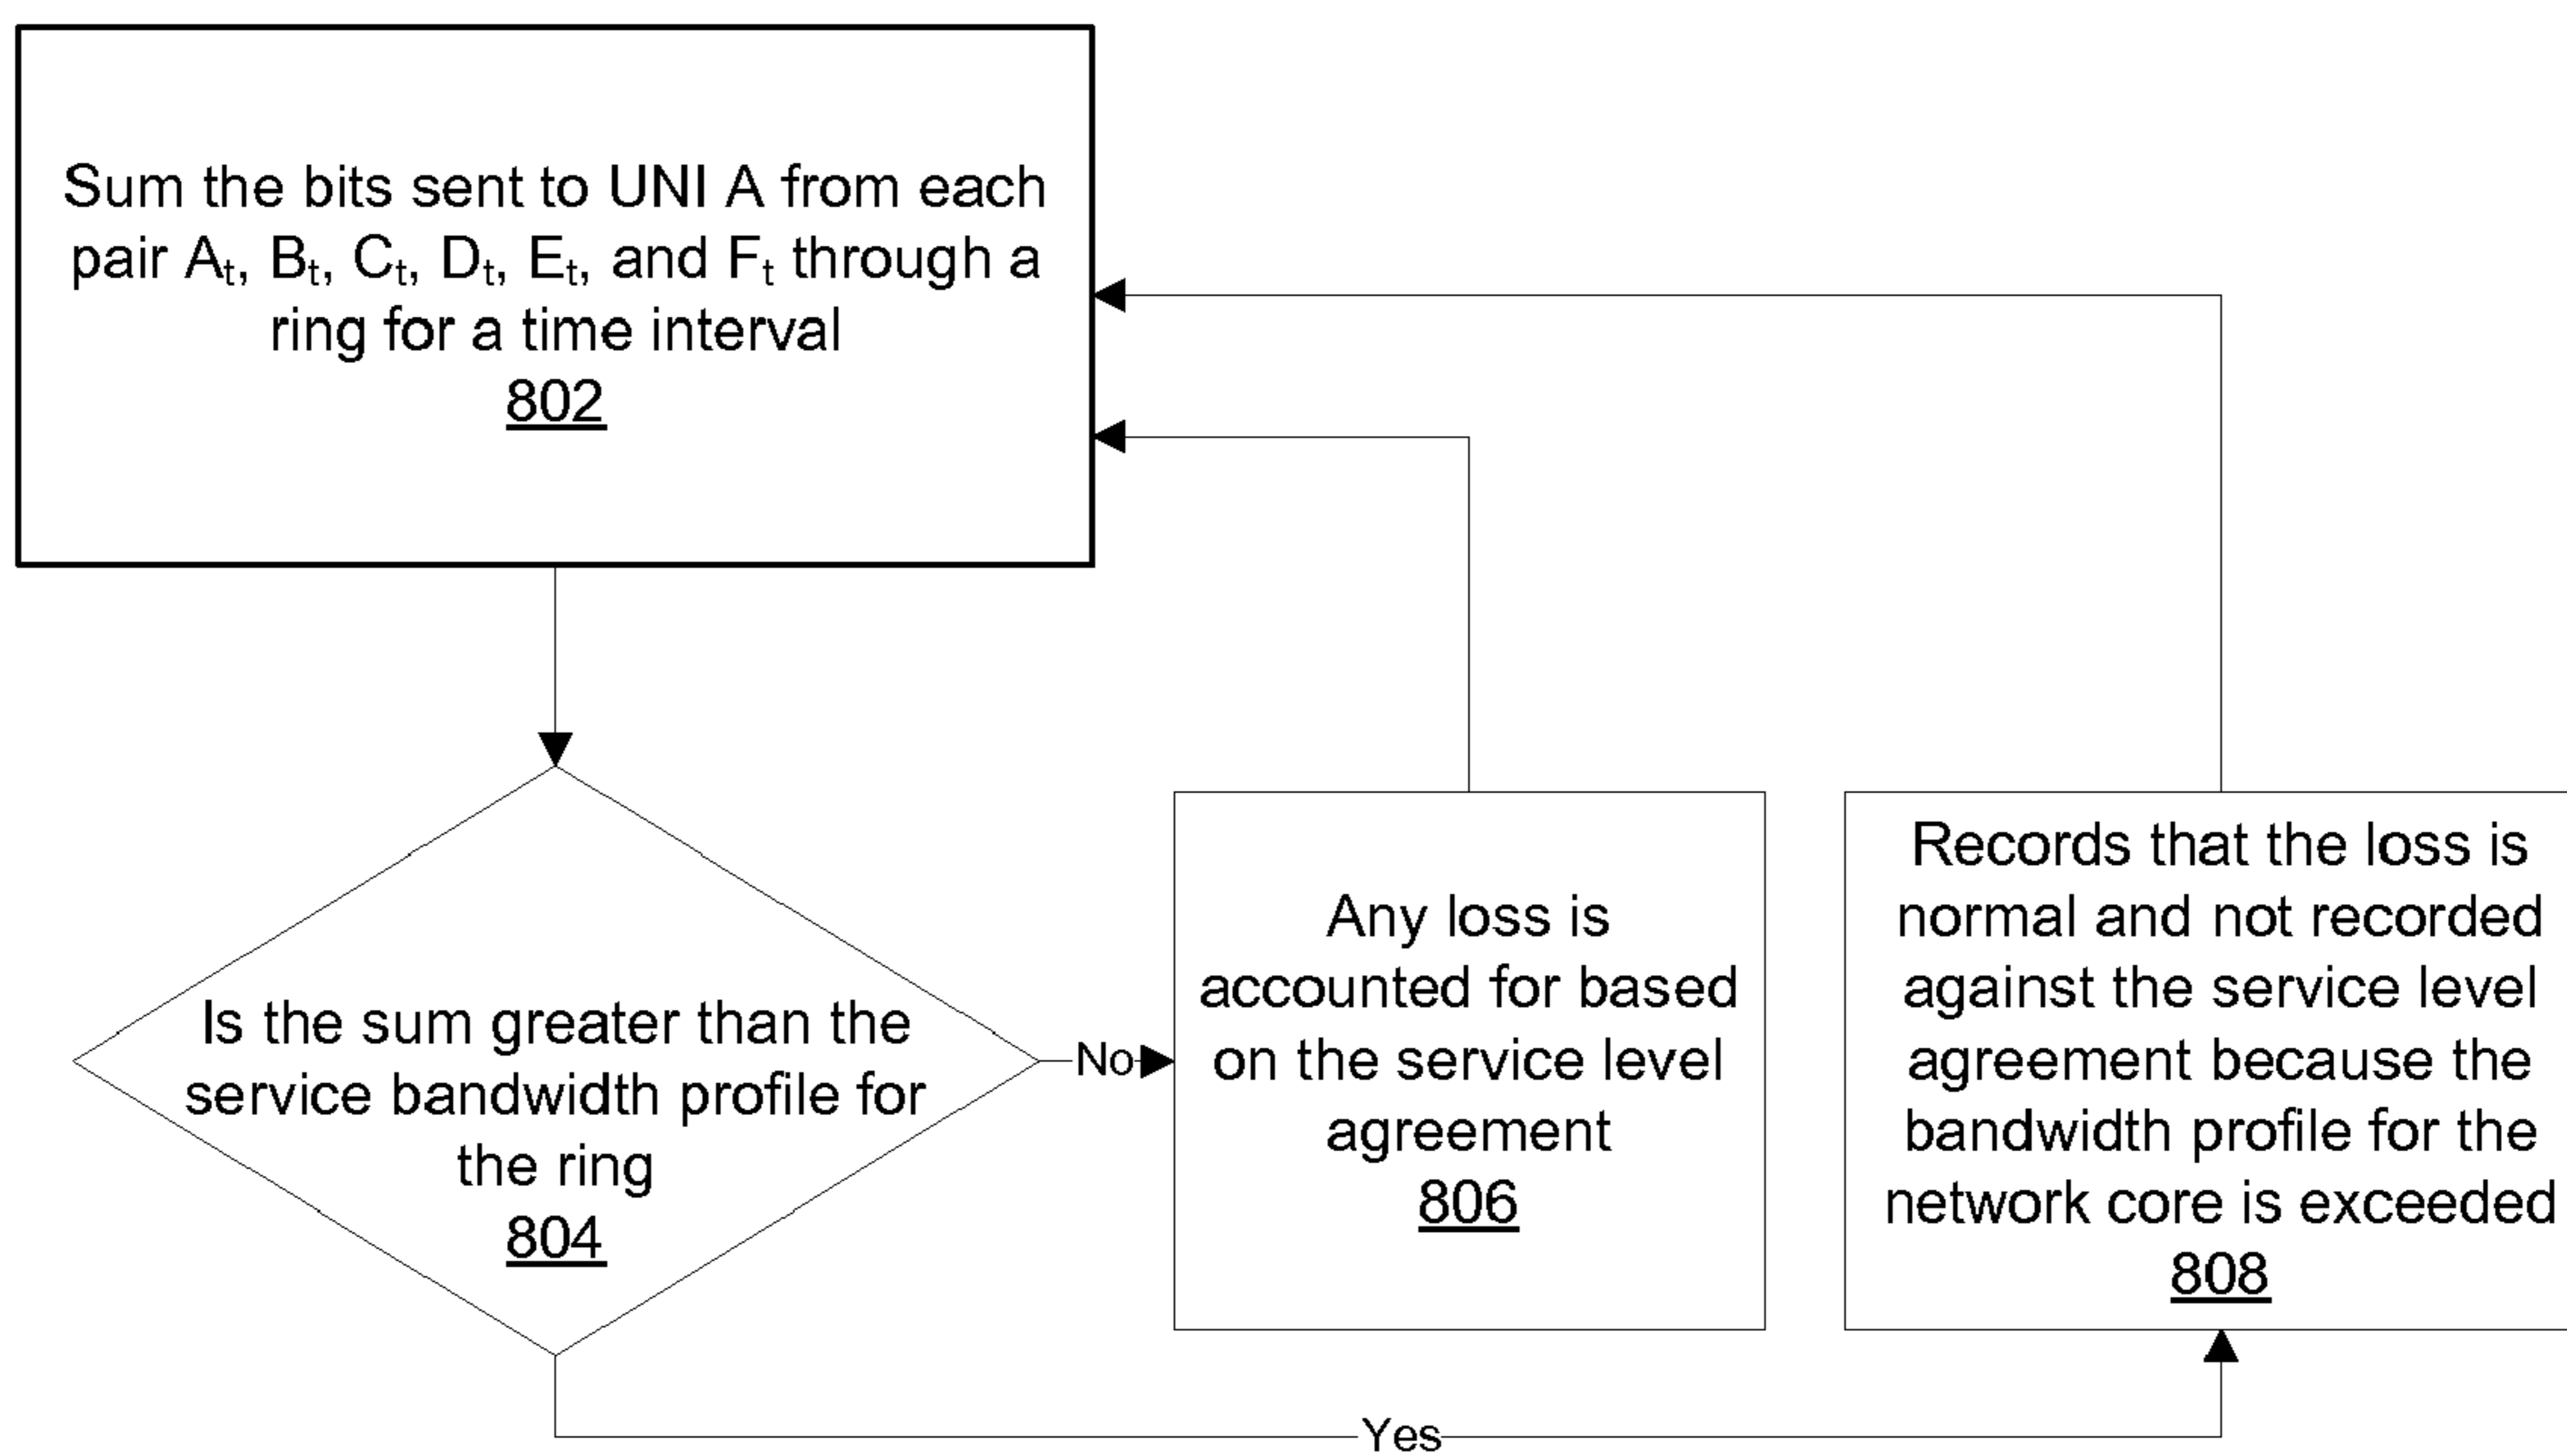 Sum the bits sent to UNI A from each
pair Aₜ, Bₜ, Cₜ, Dₜ, Eₜ, and Fₜ through a
ring for a time interval
802
Is the sum greater than the
service bandwidth profile for
the ring
804
No
Any loss is
accounted for based
on the service level
agreement
806
Records that the loss is
normal and not recorded
against the service level
agreement because the
bandwidth profile for the
network core is exceeded
808
Yes